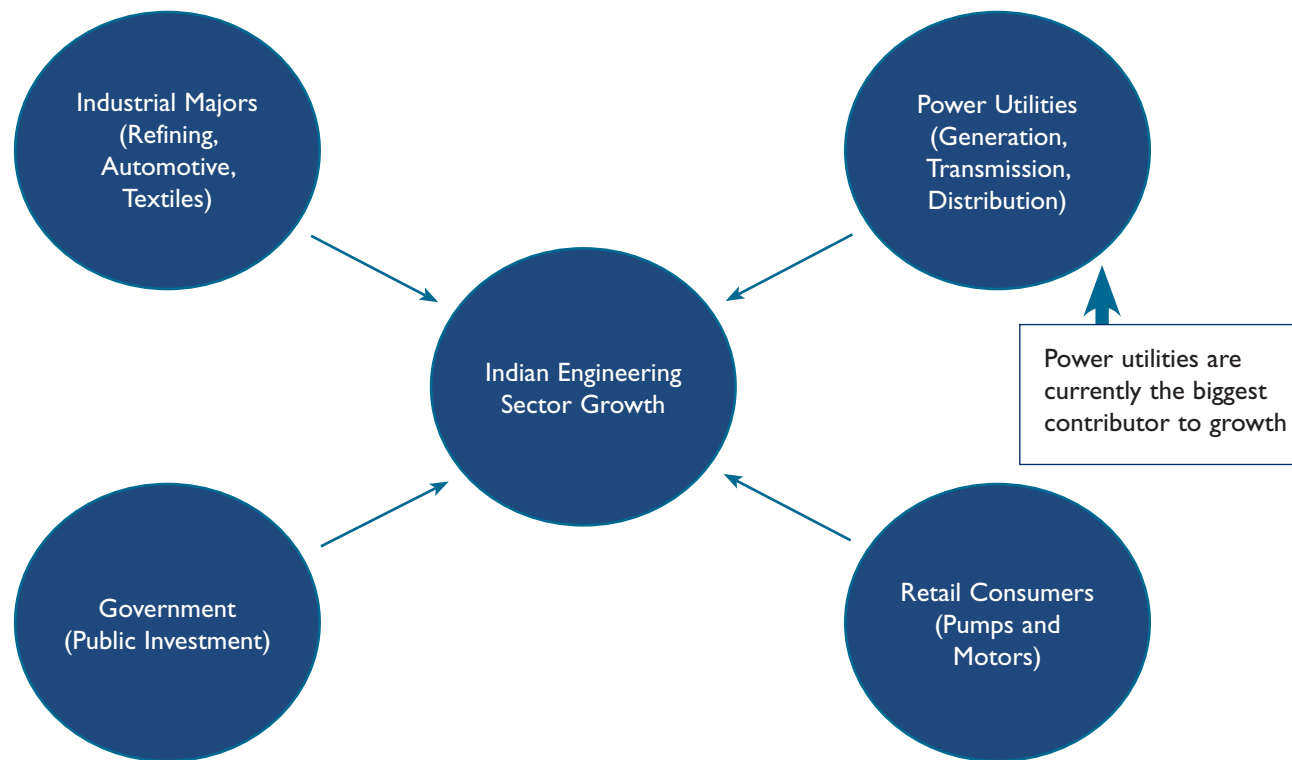 Industrial Majors
(Refining,
Automotive,
Textiles)
Power Utilities
(Generation,
Transmission,
Distribution)
Indian Engineering
Sector Growth
Power utilities are
currently the biggest
contributor to growth
Government
(Public Investment)
Retail Consumers
(Pumps and
Motors)